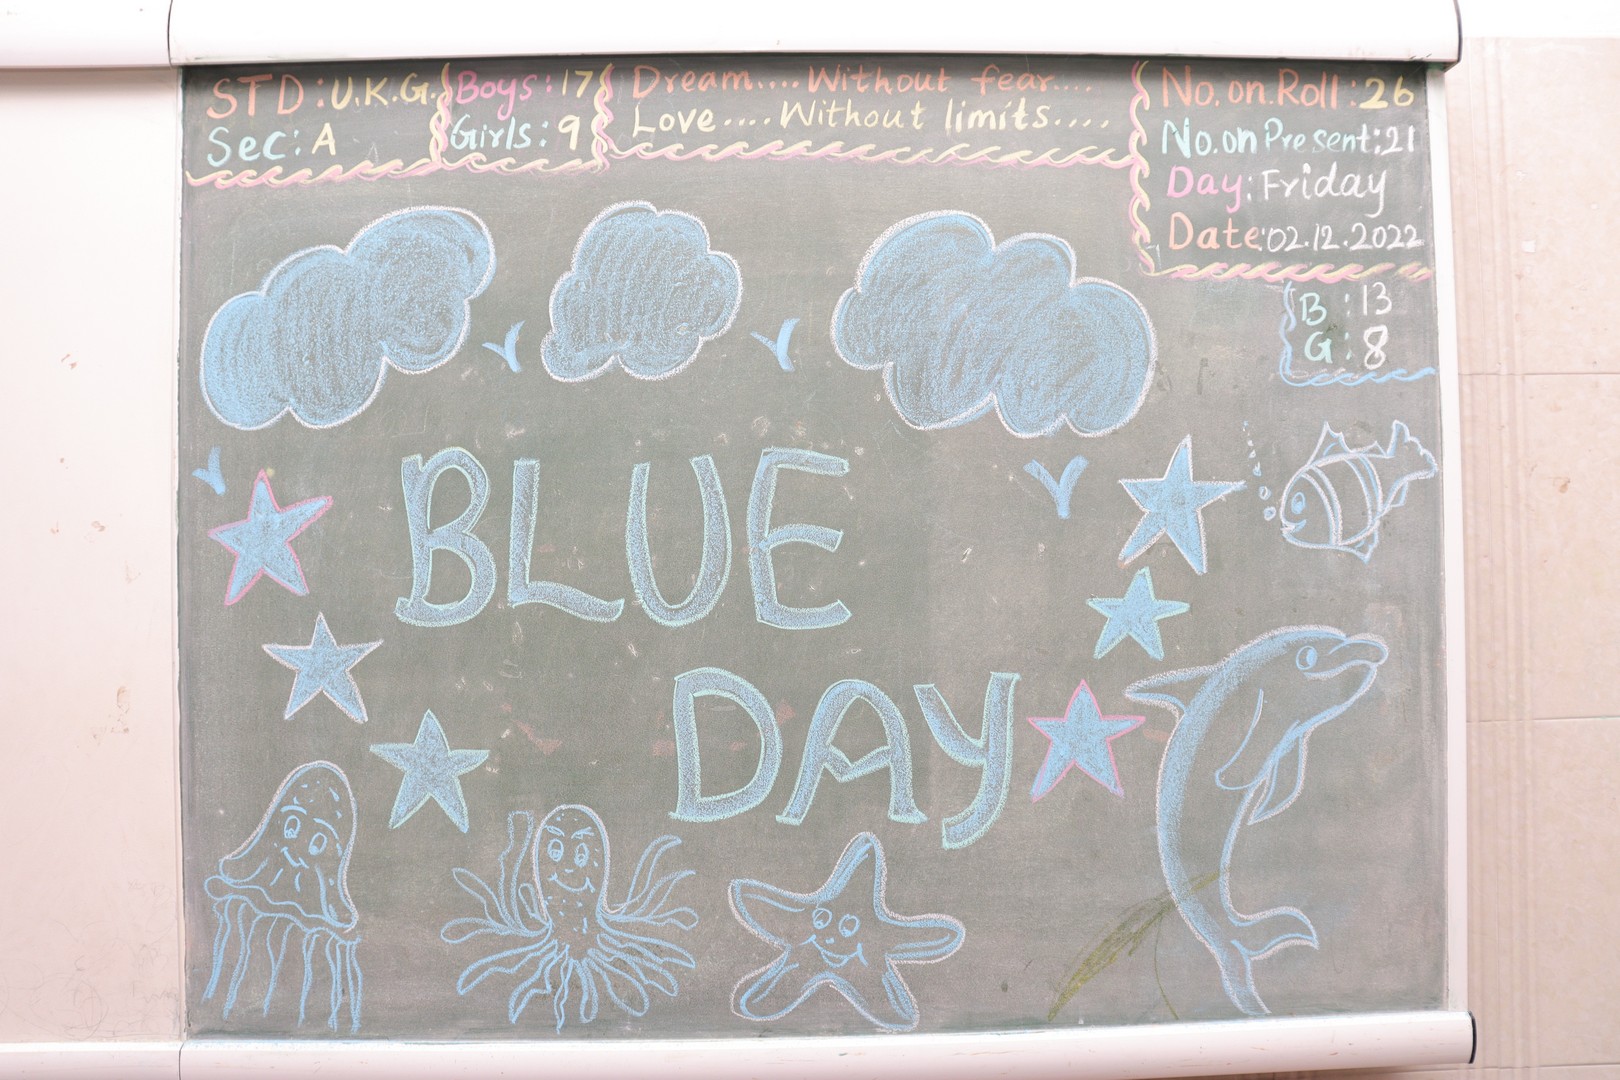 STD:U.K.G.
Sec:A
Boys:17
Girls:9
Dream....Without fear....
Love....Without limits....
No.on.Roll:26
No.on Present:21
Day:Friday
Date:02.12.2022
B:13
G:8
BLUE
DAY